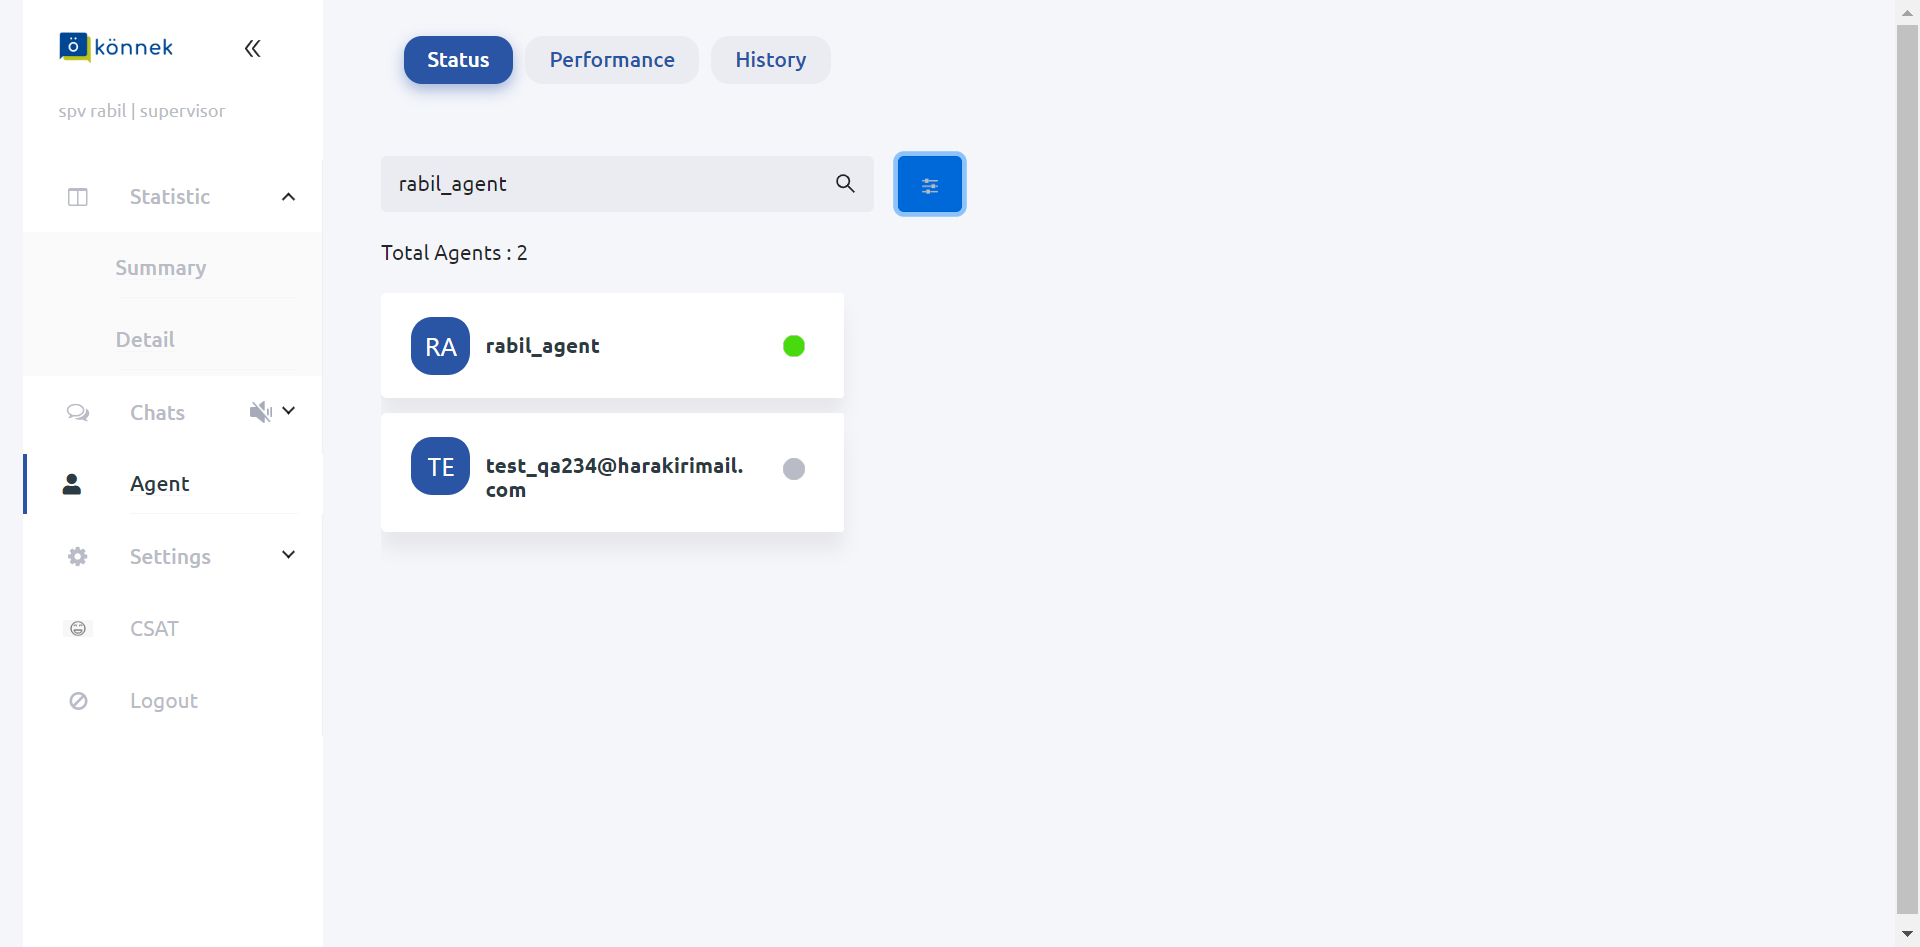 ö könnek
spv rabil | supervisor
Statistic
Summary
Detail
Chats
Agent
Settings
CSAT
Logout
Status
Performance
History
rabil_agent
Total Agents : 2
RA
rabil_agent
TE
test_qa234@harakirimail.
com